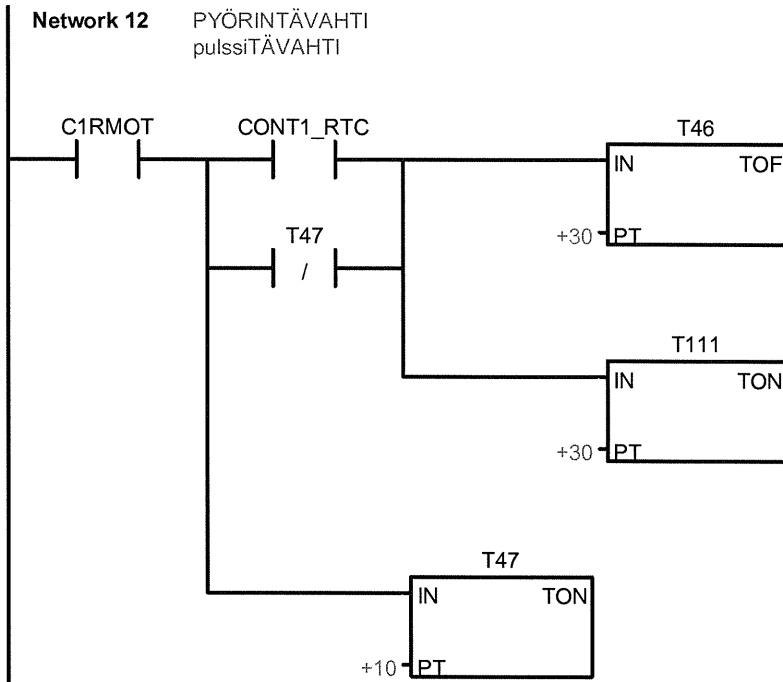 Network 12 PYÖRINTÄVAHTI
pulssiTÄVAHTI
C1RMOT CONT1_RTC T46
IN TOF
+30 PT
T47
/
T111
IN TON
+30 PT
T47
IN TON
+10 PT